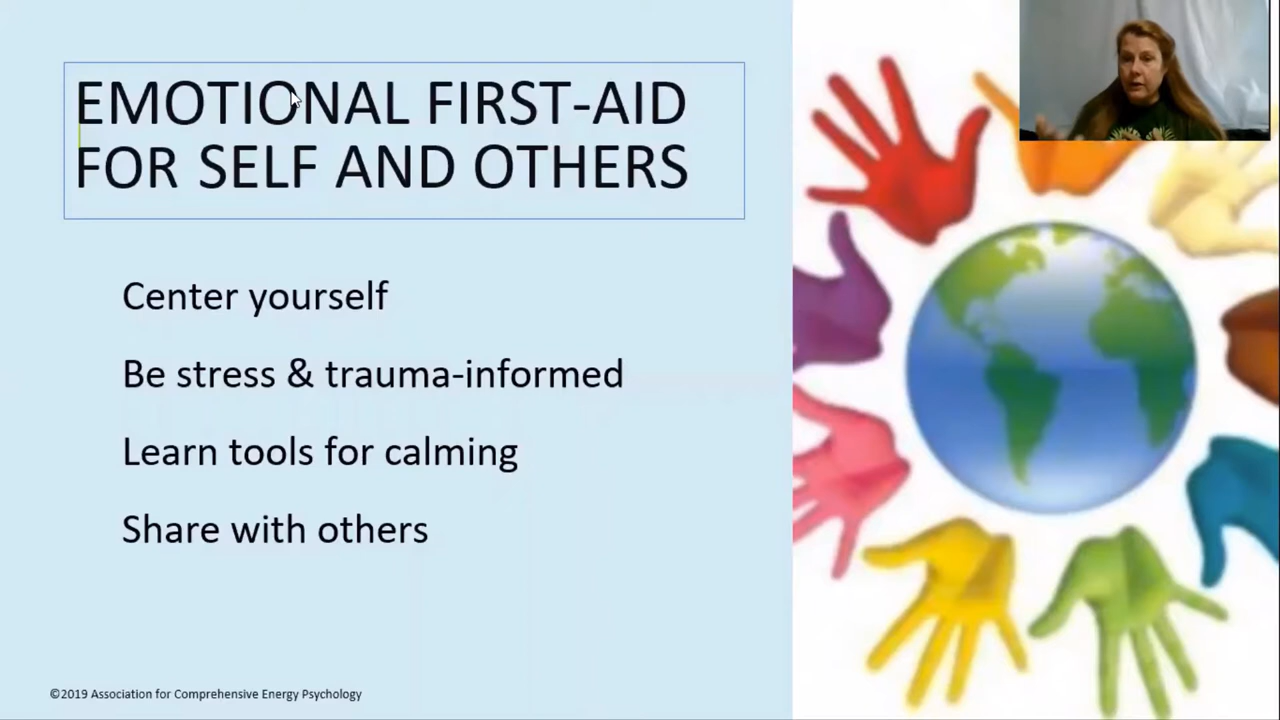 EMOTIONAL FIRST-AID
FOR SELF AND OTHERS
Center yourself
Be stress & trauma-informed
Learn tools for calming
Share with others
©2019 Association for Comprehensive Energy Psychology